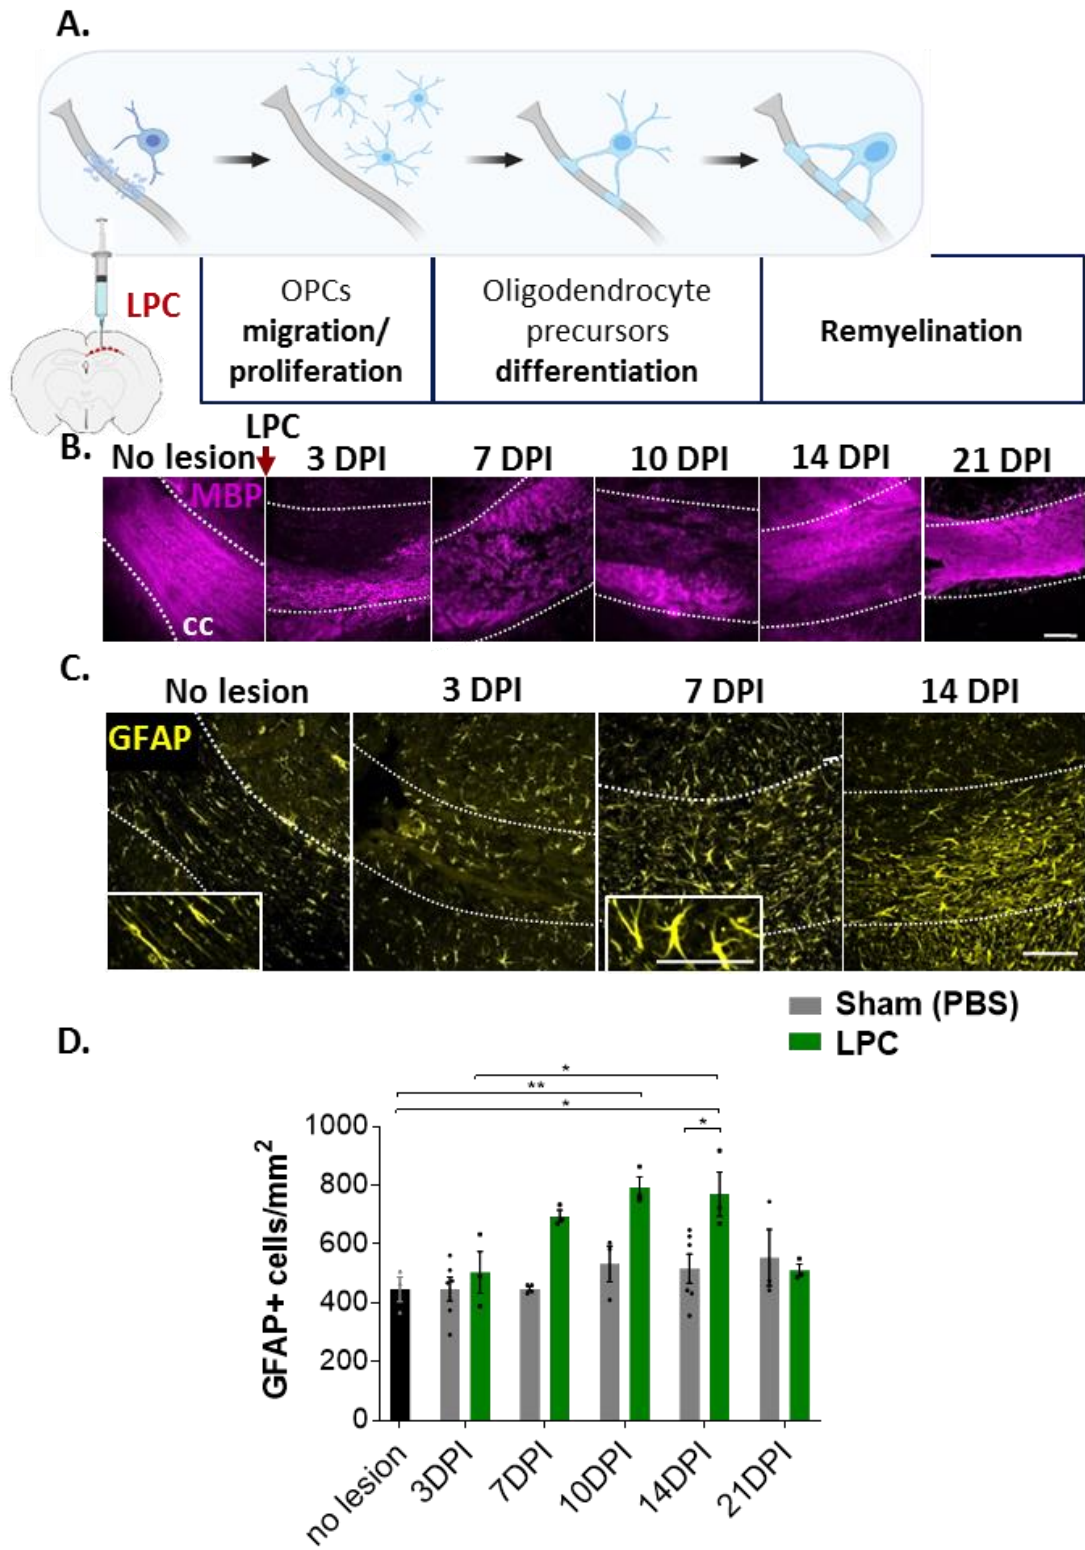 A.
LPC
OPCs
migration/
proliferation
Oligodendrocyte
precursors
differentiation
Remyelination
LPC
B.
No lesion
3 DPI
7 DPI
10 DPI
14 DPI
21 DPI
MBP
cc
C.
No lesion
3 DPI
7 DPI
14 DPI
GFAP
Sham (PBS)
LPC
D.
*
**
*
*
GFAP+ cells/mm²
1000
800
600
400
200
0
no lesion
3DPI
7DPI
10DPI
14DPI
21DPI